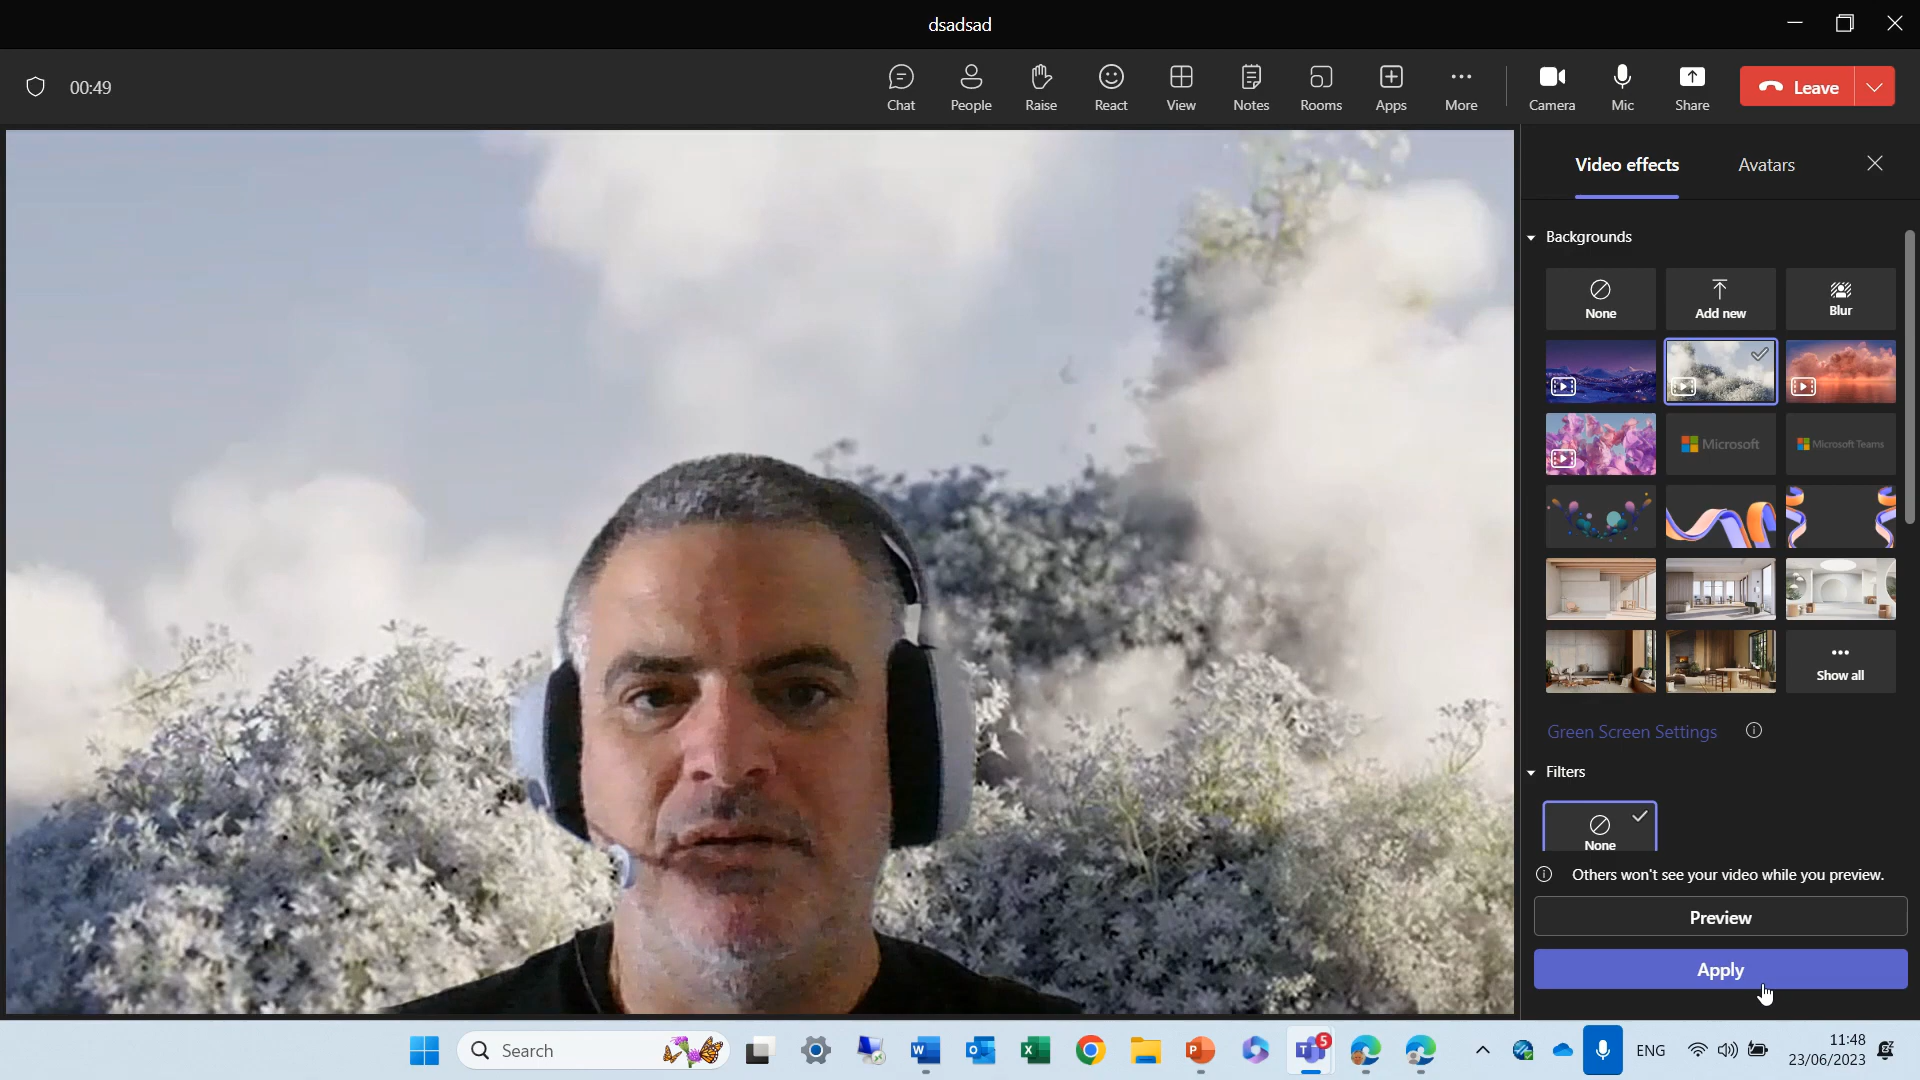 dsadsad
00:49
Chat
People
Raise
React
View
Notes
Rooms
Apps
More
Camera
Mic
Share
Leave
Video effects
Avatars
Backgrounds
None
Add new
Blur
Microsoft
Microsoft Teams
Show all
Green Screen Settings
Filters
None
Others won't see your video while you preview.
Preview
Apply
Search
5
ENG
11:48
23/06/2023